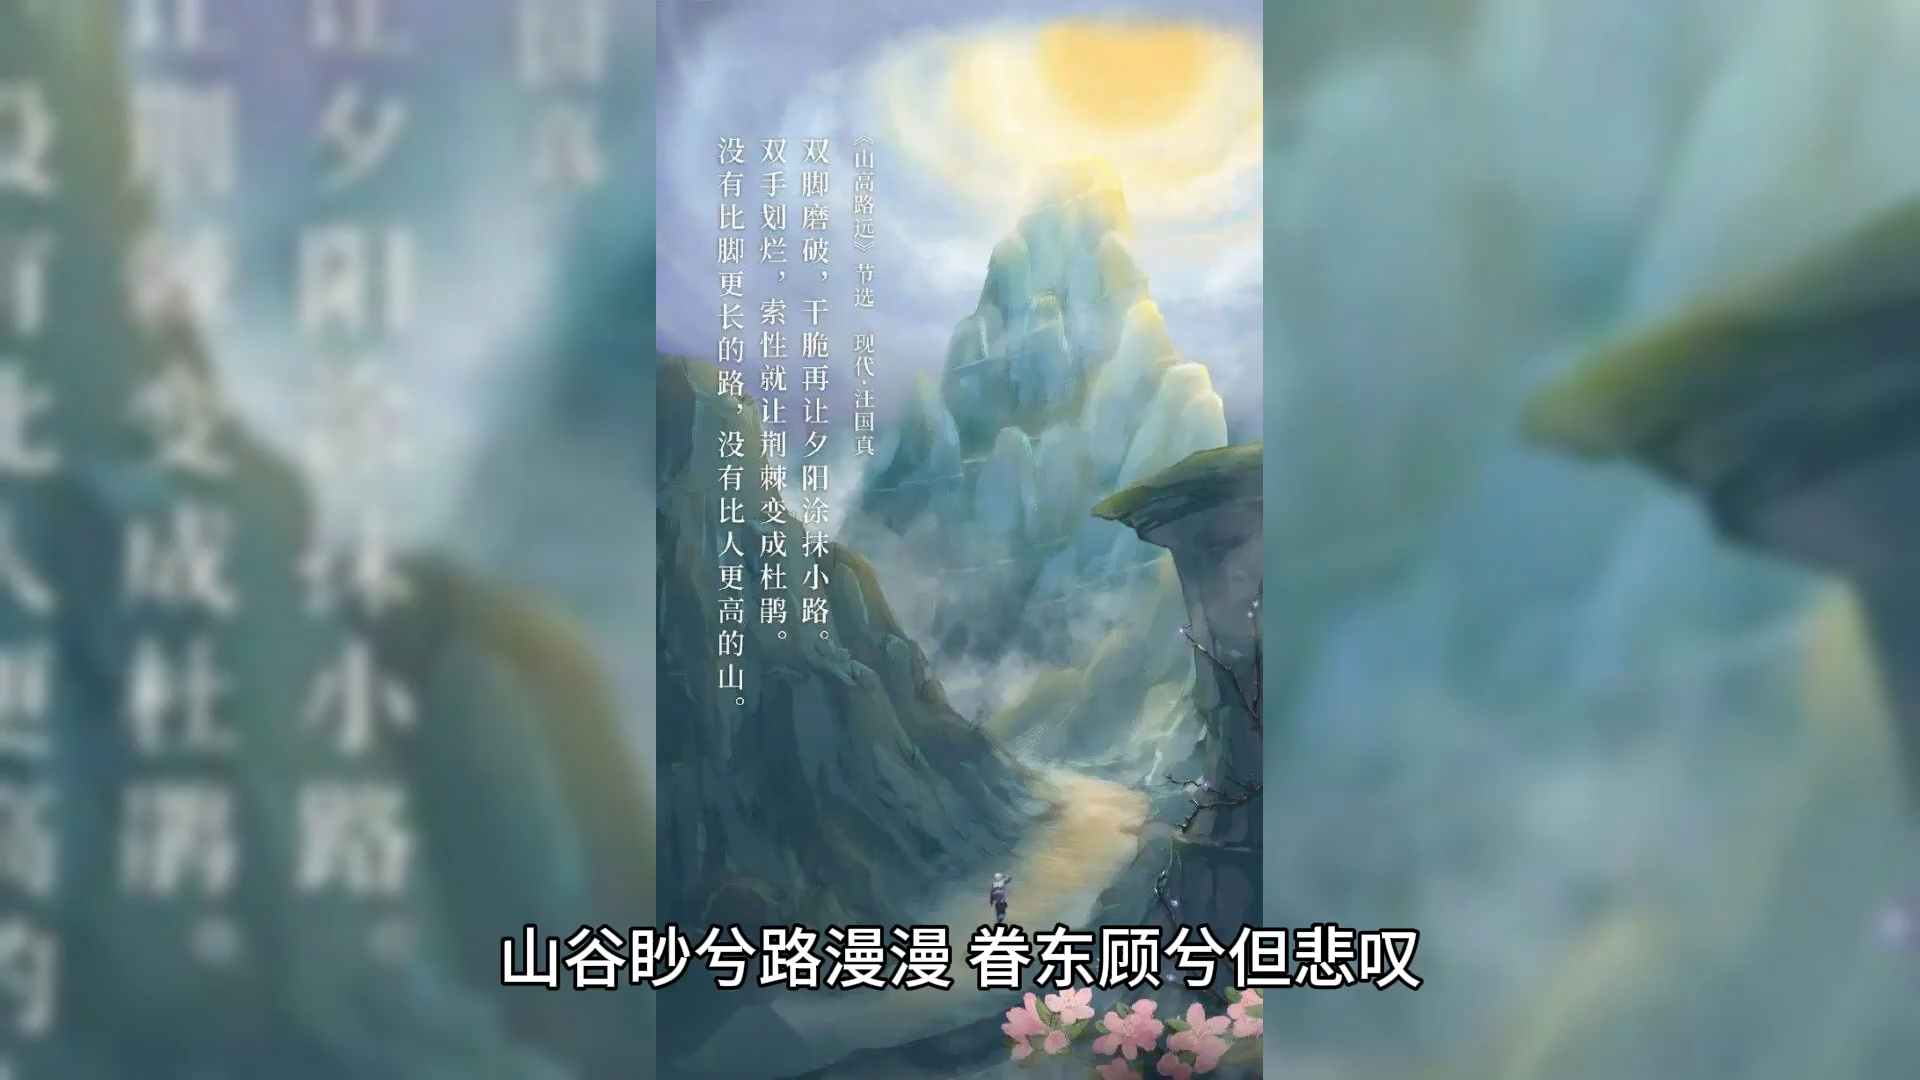 《山高路远》节选 现代·汪国真
双脚磨破，干脆再让夕阳涂抹小路。
双手划烂，索性就让荆棘变成杜鹃。
没有比脚更长的路，没有比人更高的山。
山谷眇兮路漫漫 眷东顾兮但悲叹